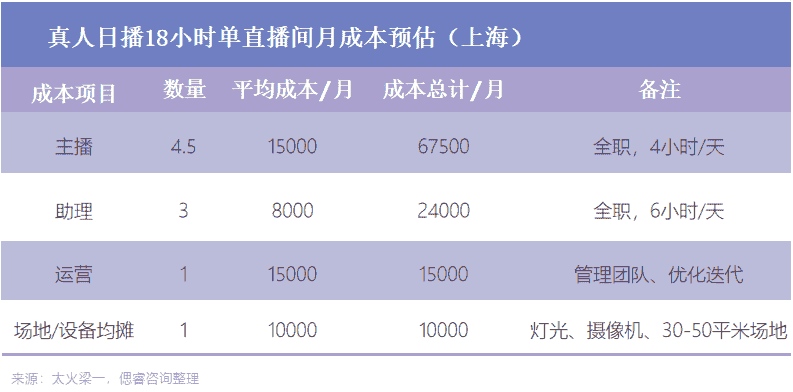 真人日播18小时单直播间月成本预估（上海）
成本项目 数量 平均成本/月 成本总计/月 备注
主播 4.5 15000 67500 全职，4小时/天
助理 3 8000 24000 全职，6小时/天
运营 1 15000 15000 管理团队、优化迭代
场地/设备均摊 1 10000 10000 灯光、摄像机、30-50平米场地
来源：太火梁一，偲睿咨询整理